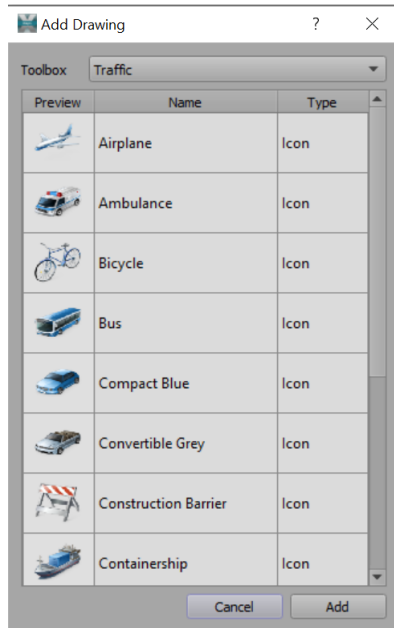 Add Drawing ?
Toolbox Traffic
Preview Name Type
Airplane Icon
Ambulance Icon
Bicycle Icon
Bus Icon
Compact Blue Icon
Convertible Grey Icon
Construction Barrier Icon
Containership Icon
Cancel Add